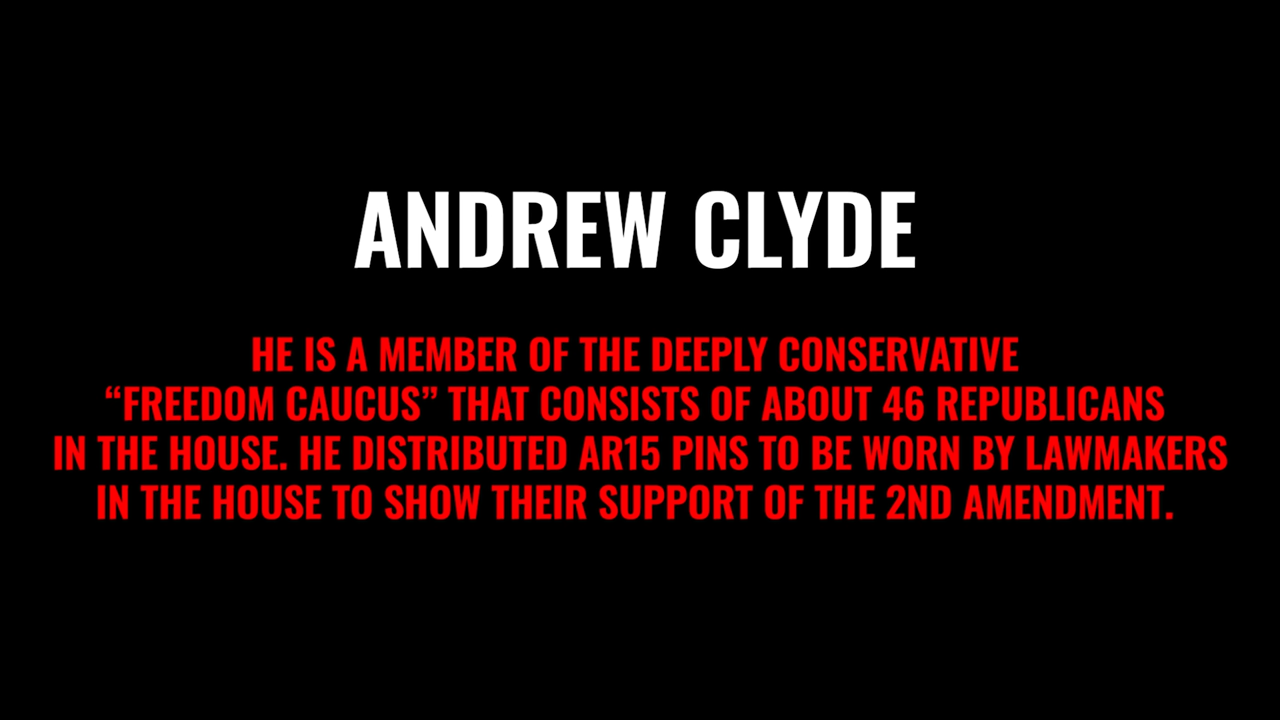 ANDREW CLYDE
HE IS A MEMBER OF THE DEEPLY CONSERVATIVE
“FREEDOM CAUCUS” THAT CONSISTS OF ABOUT 46 REPUBLICANS
IN THE HOUSE. HE DISTRIBUTED AR15 PINS TO BE WORN BY LAWMAKERS
IN THE HOUSE TO SHOW THEIR SUPPORT OF THE 2ND AMENDMENT.